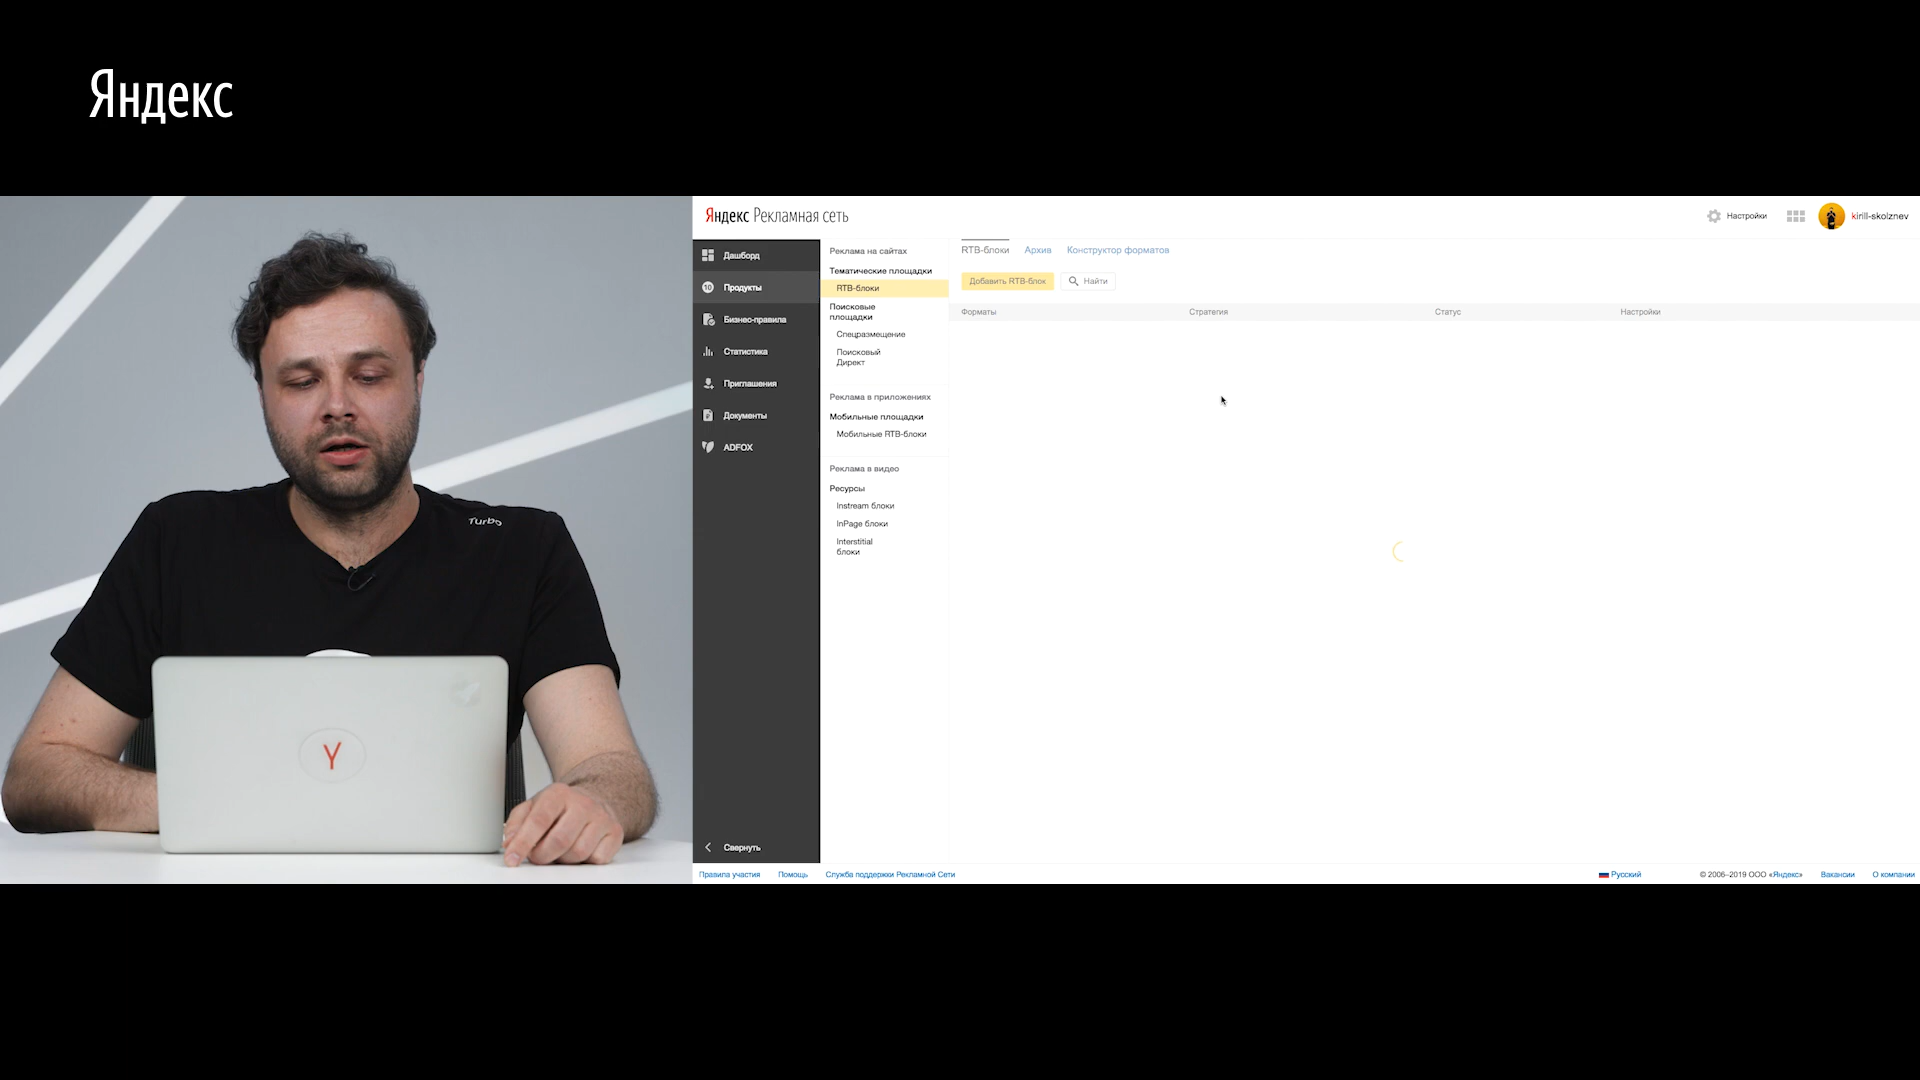 Яндекс
Turbo
Y
Яндекс Рекламная сеть
Настройки
kirill-skolznev
Дашборд
10
Продукты
Бизнес-правила
Статистика
Приглашения
Документы
ADFOX
Свернуть
Реклама на сайтах
Тематические площадки
RTB-блоки
Поисковые
площадки
Спецразмещение
Поисковый
Директ
Реклама в приложениях
Мобильные площадки
Мобильные RTB-блоки
Реклама в видео
Ресурсы
Instream блоки
InPage блоки
Interstitial
блоки
RTB-блоки Архив Конструктор форматов
Добавить RTB-блок Найти
Форматы Стратегия Статус Настройки
Правила участия Помощь Служба поддержки Рекламной Сети
Русский © 2006–2019 ООО «Яндекс» Вакансии О компании